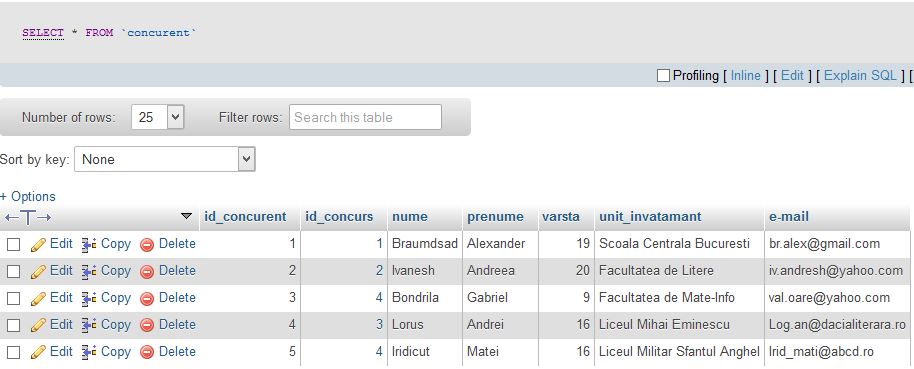 SELECT * FROM `concurent`
Profiling [ Inline ] [ Edit ] [ Explain SQL ] [
Number of rows: 25 Filter rows: Search this table
Sort by key: None
+ Options
←T→ id_concurent id_concurs nume prenume varsta unit_invatamant e-mail
Edit Copy Delete 1 1 Braumdsad Alexander 19 Scoala Centrala Bucuresti br.alex@gmail.com
Edit Copy Delete 2 2 Ivanesh Andreea 20 Facultatea de Litere iv.andresh@yahoo.com
Edit Copy Delete 3 4 Bondrila Gabriel 9 Facultatea de Mate-Info val.oare@yahoo.com
Edit Copy Delete 4 3 Lorus Andrei 16 Liceul Mihai Eminescu Log.an@dacialiterara.ro
Edit Copy Delete 5 4 Iridicut Matei 16 Liceul Militar Sfantul Anghel Irid_mati@abcd.ro